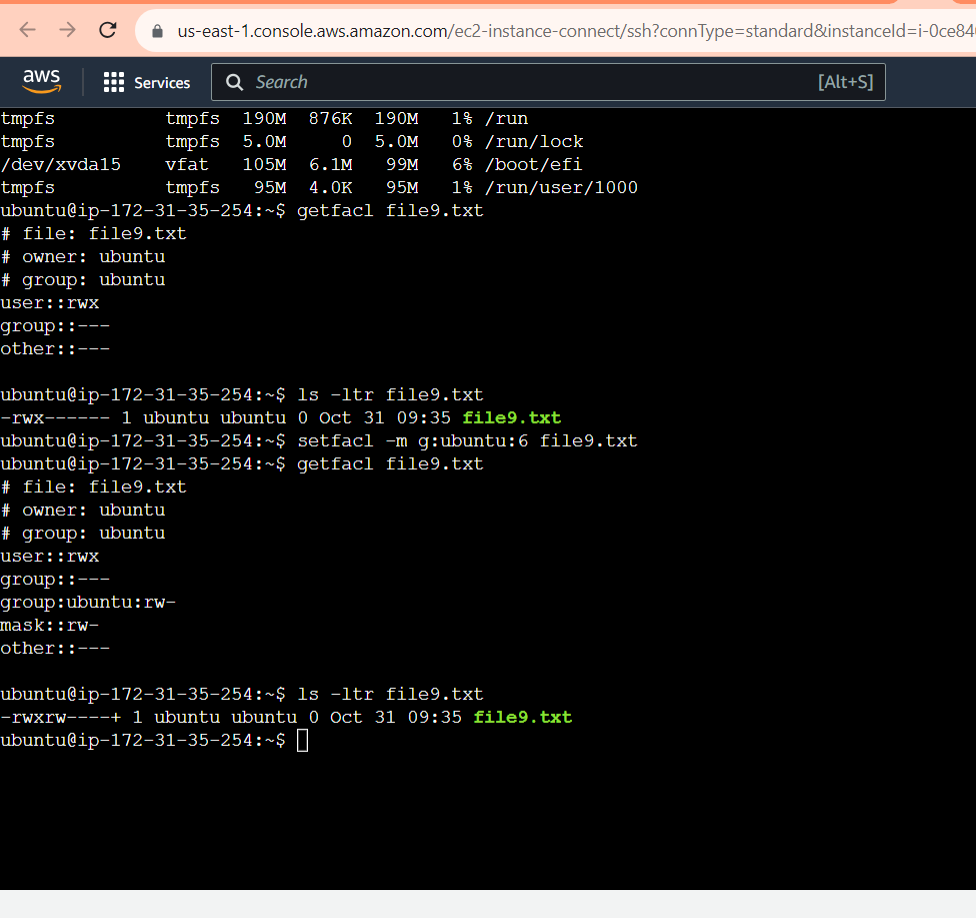 us-east-1.console.aws.amazon.com/ec2-instance-connect/ssh?connType=standard&instanceId=i-0ce84
aws Services Search [Alt+S]
tmpfs tmpfs 190M 876K 190M 1% /run
tmpfs tmpfs 5.0M 0 5.0M 0% /run/lock
/dev/xvda15 vfat 105M 6.1M 99M 6% /boot/efi
tmpfs tmpfs 95M 4.0K 95M 1% /run/user/1000
ubuntu@ip-172-31-35-254:~$ getfacl file9.txt
# file: file9.txt
# owner: ubuntu
# group: ubuntu
user::rwx
group::---
other::---
ubuntu@ip-172-31-35-254:~$ ls -ltr file9.txt
-rwx------ 1 ubuntu ubuntu 0 Oct 31 09:35 file9.txt
ubuntu@ip-172-31-35-254:~$ setfacl -m g:ubuntu:6 file9.txt
ubuntu@ip-172-31-35-254:~$ getfacl file9.txt
# file: file9.txt
# owner: ubuntu
# group: ubuntu
user::rwx
group::---
group:ubuntu:rw-
mask::rw-
other::---
ubuntu@ip-172-31-35-254:~$ ls -ltr file9.txt
-rwxrw----+ 1 ubuntu ubuntu 0 Oct 31 09:35 file9.txt
ubuntu@ip-172-31-35-254:~$